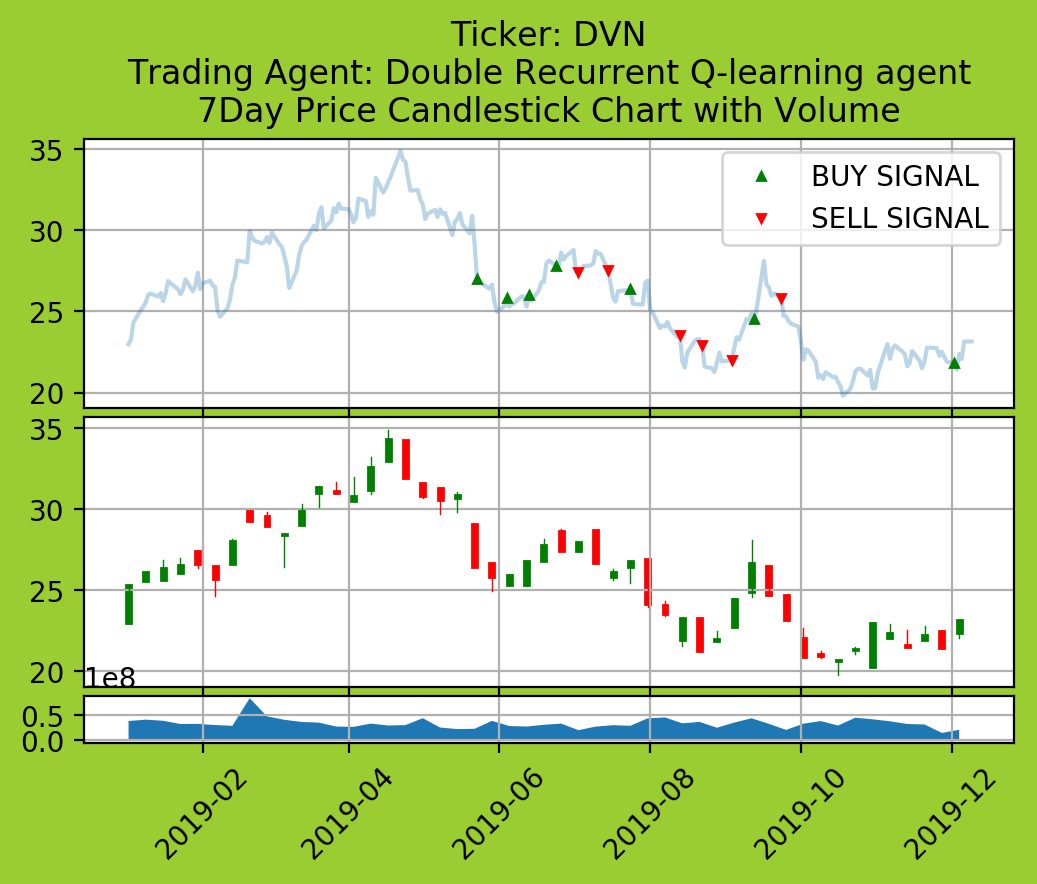 Ticker: DVN
Trading Agent: Double Recurrent Q-learning agent
7Day Price Candlestick Chart with Volume
35
30
25
20
BUY SIGNAL
SELL SIGNAL
35
30
25
20
1e8
0.5
0.0
2019-02
2019-04
2019-06
2019-08
2019-10
2019-12